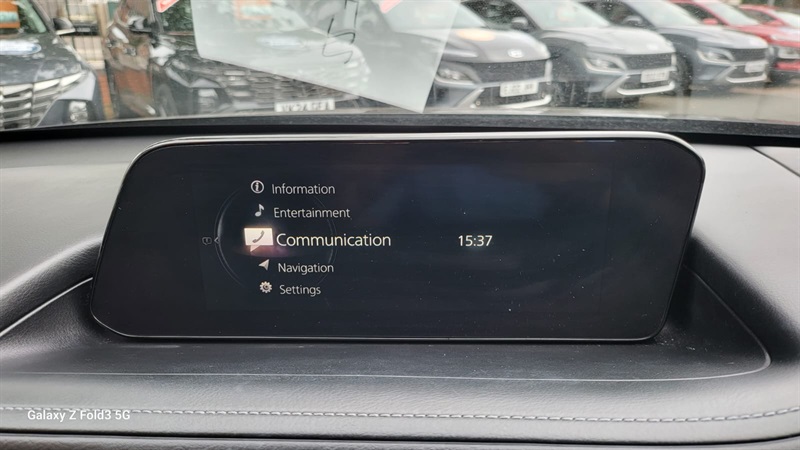 Information
Entertainment
Communication
15:37
Navigation
Settings
Galaxy Z Fold3 5G